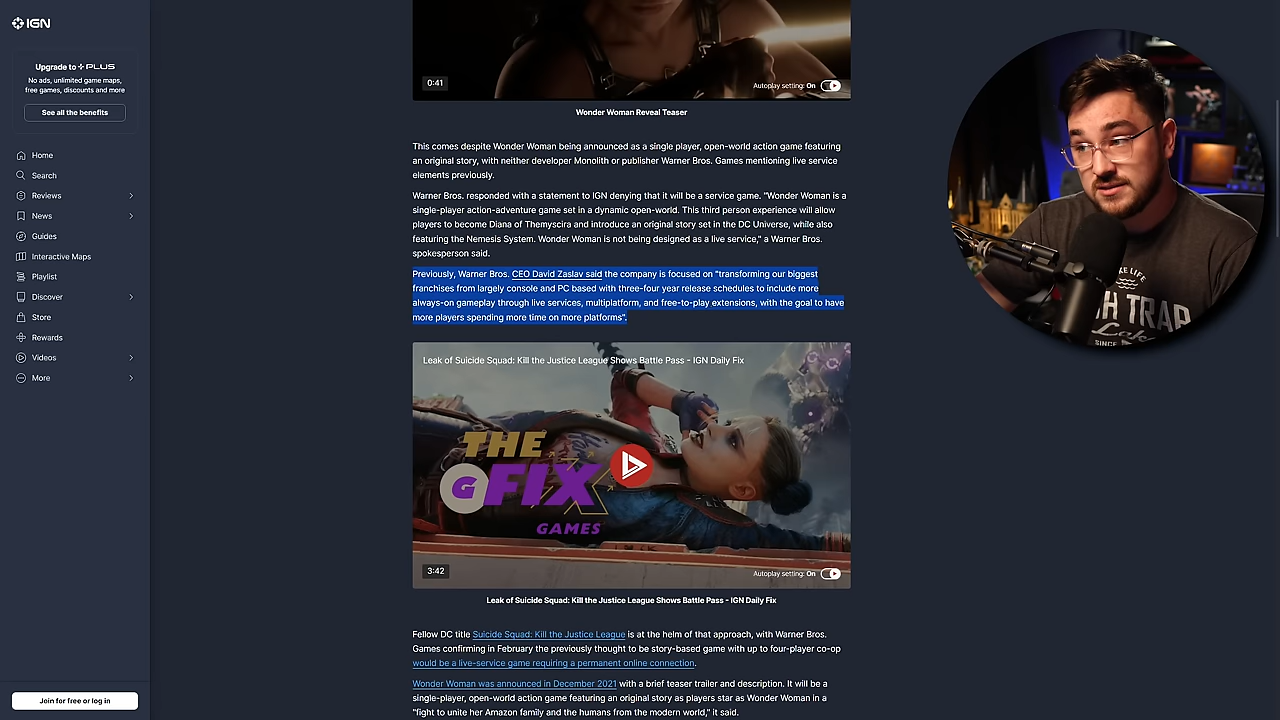 IGN
Upgrade to PLUS
No ads, unlimited game maps,
free games, discounts and more
See all the benefits
Home
Search
Reviews
News
Guides
Interactive Maps
Playlist
Discover
Store
Rewards
Videos
More
Join for free or log in
0:41
Autoplay setting: On
Wonder Woman Reveal Teaser
This comes despite Wonder Woman being announced as a single player, open-world action game featuring
an original story, with neither developer Monolith or publisher Warner Bros. Games mentioning live service
elements previously.
Warner Bros. responded with a statement to IGN denying that it will be a service game. "Wonder Woman is a
single-player action-adventure game set in a dynamic open-world. This third person experience will allow
players to become Diana of Themyscira and introduce an original story set in the DC Universe, while also
featuring the Nemesis System. Wonder Woman is not being designed as a live service," a Warner Bros.
spokesperson said.
Previously, Warner Bros. CEO David Zaslav said the company is focused on "transforming our biggest
franchises from largely console and PC based with three-four year release schedules to include more
always-on gameplay through live services, multiplatform, and free-to-play extensions, with the goal to have
more players spending more time on more platforms".
Leak of Suicide Squad: Kill the Justice League Shows Battle Pass - IGN Daily Fix
THE
G FIX
GAMES
3:42
Autoplay setting: On
Leak of Suicide Squad: Kill the Justice League Shows Battle Pass - IGN Daily Fix
Fellow DC title Suicide Squad: Kill the Justice League is at the helm of that approach, with Warner Bros.
Games confirming in February the previously thought to be story-based game with up to four-player co-op
would be a live-service game requiring a permanent online connection.
Wonder Woman was announced in December 2021 with a brief teaser trailer and description. It will be a
single-player, open-world action game featuring an original story as players star as Wonder Woman in a
"fight to unite her Amazon family and the humans from the modern world," it said.
KE LIFE
H TRAP
Lake
SINCE